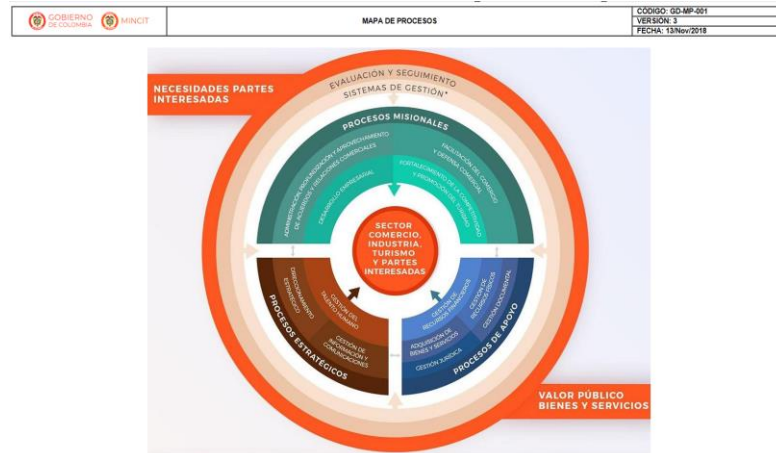 GOBIERNO
DE COLOMBIA
MINCIT
MAPA DE PROCESOS
CÓDIGO: GD-MP-001
VERSIÓN: 3
FECHA: 13/Nov/2018
NECESIDADES PARTES
INTERESADAS
EVALUACIÓN Y SEGUIMIENTO
SISTEMAS DE GESTIÓN*
PROCESOS MISIONALES
ADMINISTRACIÓN, PROFUNDIZACIÓN Y APROVECHAMIENTO
DE ACUERDOS Y RELACIONES COMERCIALES
DESARROLLO EMPRESARIAL
FACILITACIÓN DEL COMERCIO
Y DEFENSA COMERCIAL
FORTALECIMIENTO DE LA COMPETITIVIDAD
Y PROMOCIÓN DEL TURISMO
SECTOR
COMERCIO,
INDUSTRIA,
TURISMO
Y PARTES
INTERESADAS
DIRECCIONAMIENTO
ESTRATÉGICO
GESTIÓN DEL
TALENTO HUMANO
GESTIÓN DE
INFORMACIÓN Y
COMUNICACIONES
PROCESOS ESTRATÉGICOS
GESTIÓN DE
RECURSOS FINANCIEROS
GESTIÓN DE
RECURSOS FÍSICOS
GESTIÓN DOCUMENTAL
ADQUISICIÓN DE
BIENES Y SERVICIOS
GESTIÓN JURÍDICA
PROCESOS DE APOYO
VALOR PÚBLICO
BIENES Y SERVICIOS